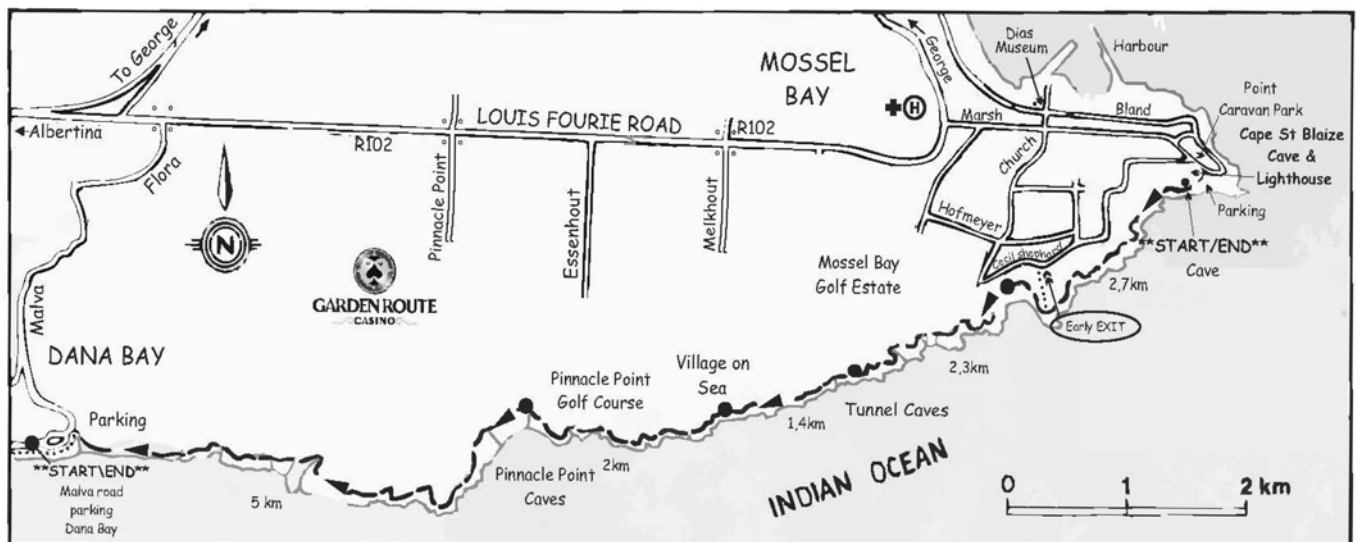 To George
Albertina
Flora
Malva
DANA BAY
Parking
**START\END**
Malva road
parking
Dana Bay
N
R102
LOUIS FOURIE ROAD
R102
Pinnacle Point
Essenhout
Melkhout
GARDEN ROUTE
CASINO
MOSSEL
BAY
H
George
Dias
Museum
Harbour
Marsh
Bland
Church
Hofmeyer
Cecil Shephard
Point
Caravan Park
Cape St Blaize
Cave &
Lighthouse
Parking
**START/END**
Cave
2,7km
Early EXIT
Mossel Bay
Golf Estate
2,3km
Tunnel Caves
1,4km
Village on
Sea
Pinnacle Point
Golf Course
2km
Pinnacle Point
Caves
5 km
INDIAN OCEAN
0 1 2 km